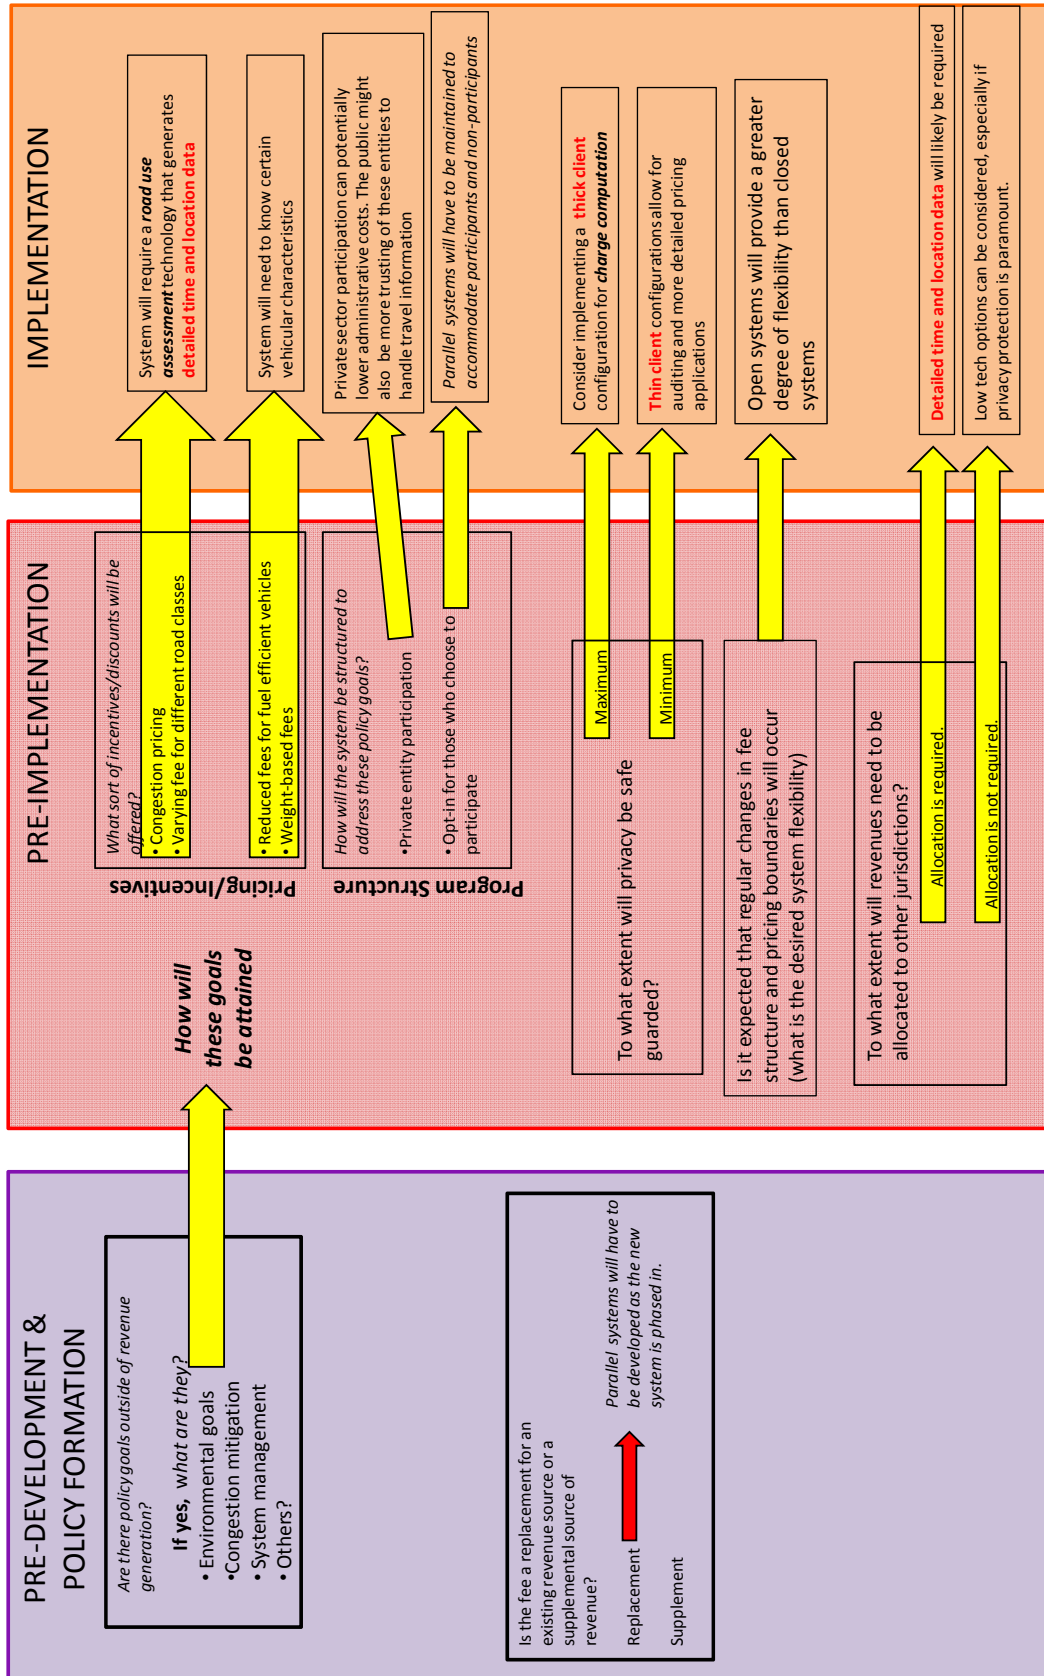 PRE-DEVELOPMENT &
POLICY FORMATION
Are there policy goals outside of revenue
generation?
If yes, what are they?
• Environmental goals
•Congestion mitigation
• System management
• Others?
Is the fee a replacement for an
existing revenue source or a
supplemental source of
revenue?
Replacement
Parallel systems will have to
be developed as the new
system is phased in.
Supplement
PRE-IMPLEMENTATION
How will
these goals
be attained
Pricing/Incentives
What sort of incentives/discounts will be
offered?
• Congestion pricing
• Varying fee for different road classes
• Reduced fees for fuel efficient vehicles
• Weight-based fees
Program Structure
How will the system be structured to
address these policy goals?
•Private entity participation
• Opt-in for those who choose to
participate
To what extent will privacy be safe
guarded?
Maximum
Minimum
Is it expected that regular changes in fee
structure and pricing boundaries will occur
(what is the desired system flexibility)
To what extent will revenues need to be
allocated to other jurisdictions?
Allocation is required.
Allocation is not required.
IMPLEMENTATION
System will require a road use
assessment technology that generates
detailed time and location data
System will need to know certain
vehicular characteristics
Private sector participation can potentially
lower administrative costs. The public might
also be more trusting of these entities to
handle travel information
Parallel systems will have to be maintained to
accommodate participants and non-participants
Consider implementing a thick client
configuration for charge computation
Thin client configurations allow for
auditing and more detailed pricing
applications
Open systems will provide a greater
degree of flexibility than closed
systems
Detailed time and location data will likely be required
Low tech options can be considered, especially if
privacy protection is paramount.